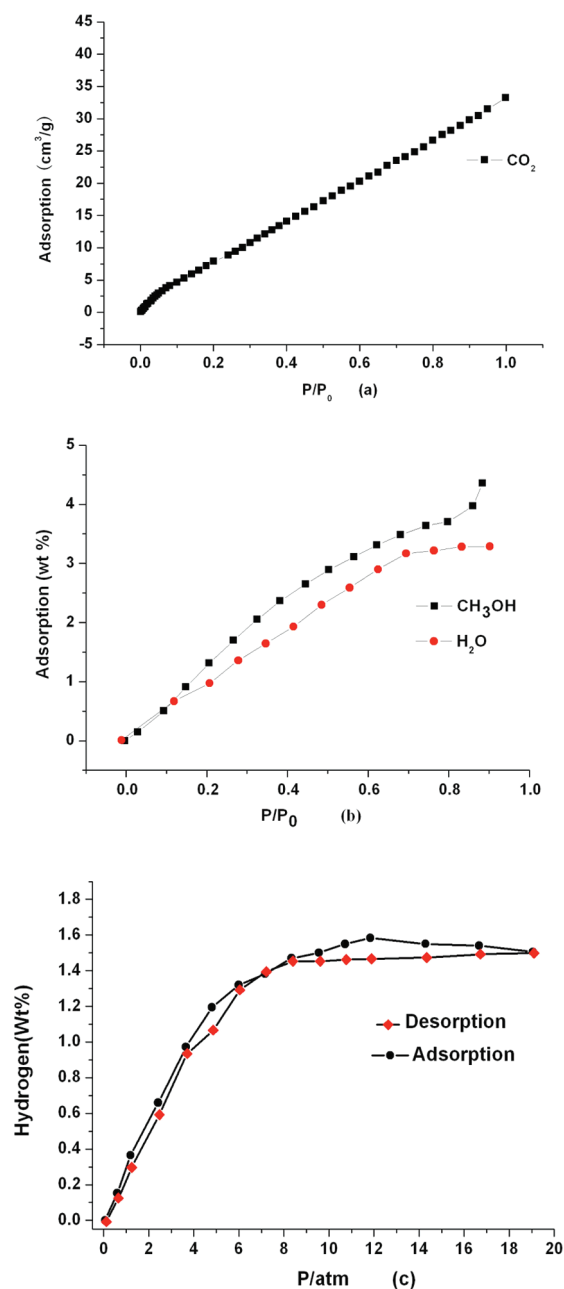 45
40
35
30
25
20
15
10
5
0
-5
Adsorption (cm³/g)
CO₂
0.0 0.2 0.4 0.6 0.8 1.0
P/P₀ (a)
5
4
3
2
1
0
Adsorption (wt %)
CH₃OH
H₂O
0.0 0.2 0.4 0.6 0.8 1.0
P/P₀ (b)
1.8
1.6
1.4
1.2
1.0
0.8
0.6
0.4
0.2
0.0
Hydrogen(Wt%)
Desorption
Adsorption
0 2 4 6 8 10 12 14 16 18 20
P/atm (c)